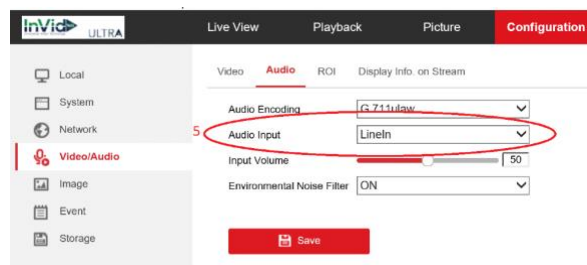 InVid ULTRA
Live View Playback Picture Configuration
Local
System
Network
Video/Audio
Image
Event
Storage
Video Audio ROI Display Info. on Stream
Audio Encoding G.711ulaw
5 Audio Input LineIn
Input Volume 50
Environmental Noise Filter ON
Save